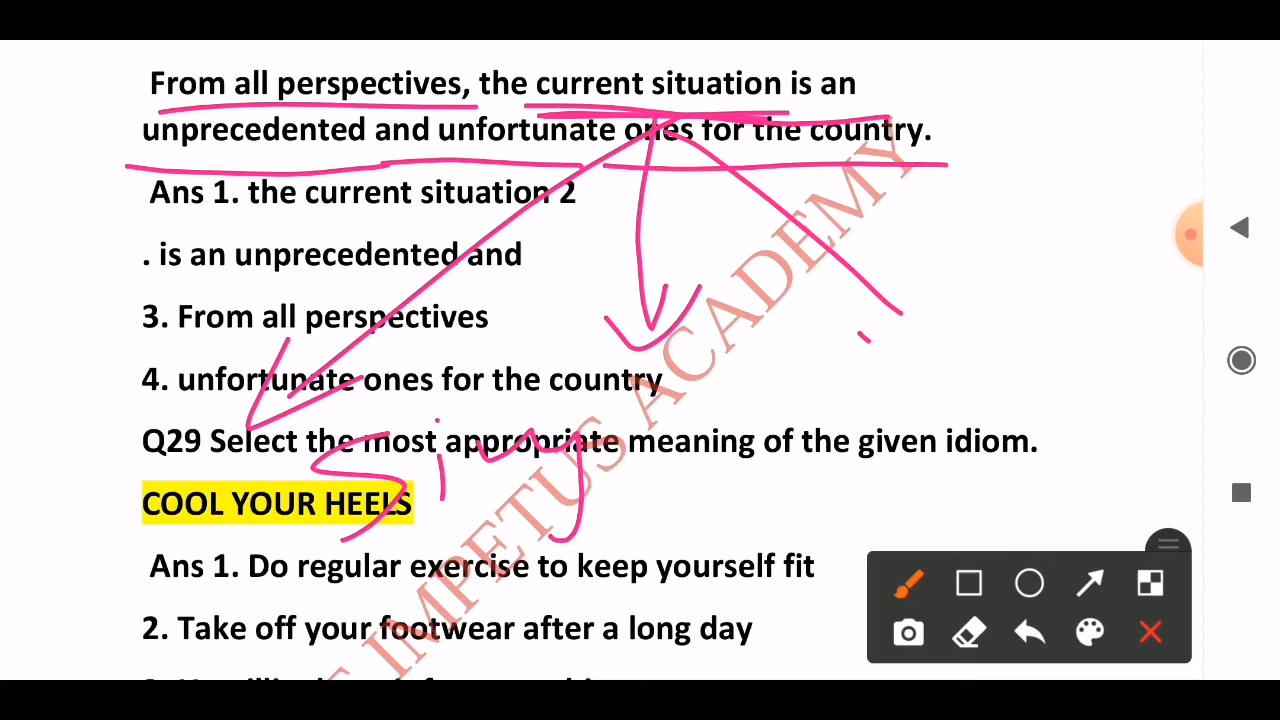 From all perspectives, the current situation is an
unprecedented and unfortunate ones for the country.
Ans 1. the current situation 2
. is an unprecedented and
3. From all perspectives
4. unfortunate ones for the country
Q29 Select the most appropriate meaning of the given idiom.
COOL YOUR HEELS
Ans 1. Do regular exercise to keep yourself fit
2. Take off your footwear after a long day
IMPETUS ACADEMY